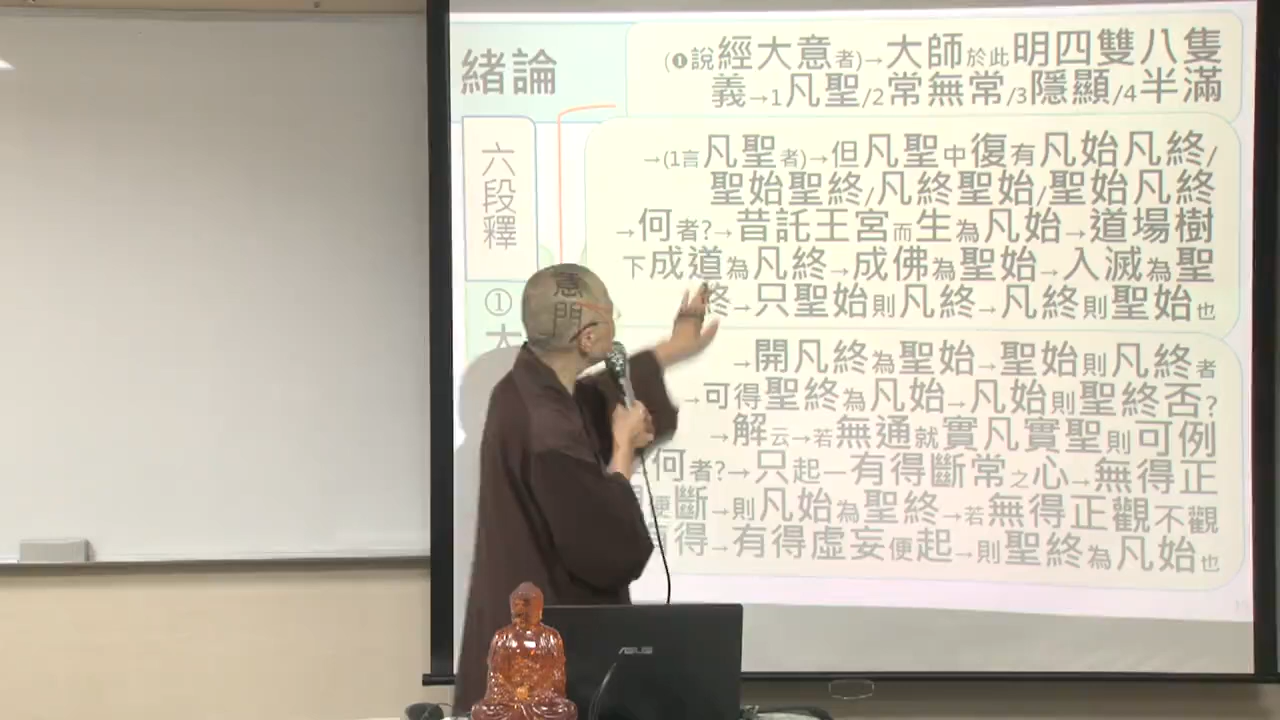 緒論
(❶說經大意者)→大師於此明四雙八隻
義→1凡聖/2常無常/3隱顯/4半滿
六段釋
①
大
→(1言凡聖者)→但凡聖中復有凡始凡終/
聖始聖終/凡終聖始/聖始凡終
→何者?→昔託王宮而生為凡始→道場樹
下成道為凡終→成佛為聖始→入滅為聖
終→只聖始則凡終→凡終則聖始也
→開凡終為聖始→聖始則凡終者
→可得聖終為凡始→凡始則聖終否?
→解云→若無通就實凡實聖則可例
何者?→只起一有得斷常之心→無得正
便斷→則凡始為聖終→若無得正觀不觀
得→有得虛妄便起→則聖終為凡始也
慧門
ASUS